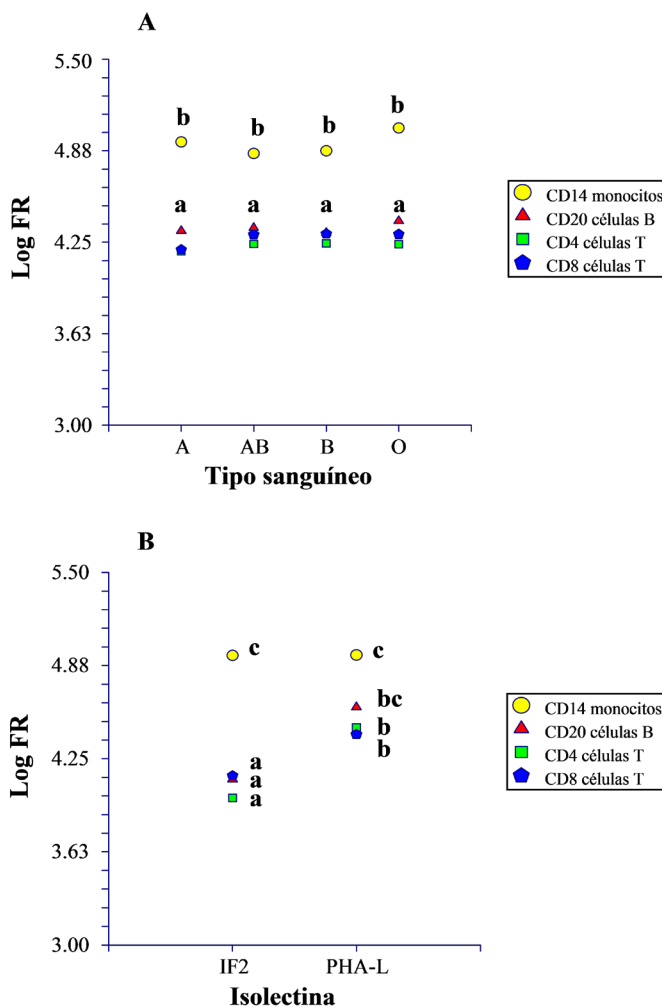 A
5.50
b
b
b
b
4.88
a
a
a
a
4.25
3.63
3.00
Log FR
A
AB
B
O
Tipo sanguíneo
CD14 monocitos
CD20 células B
CD4 células T
CD8 células T
B
5.50
c
c
4.88
bc
b
b
4.25
a
a
a
3.63
3.00
Log FR
IF2
PHA-L
Isolectina
CD14 monocitos
CD20 células B
CD4 células T
CD8 células T